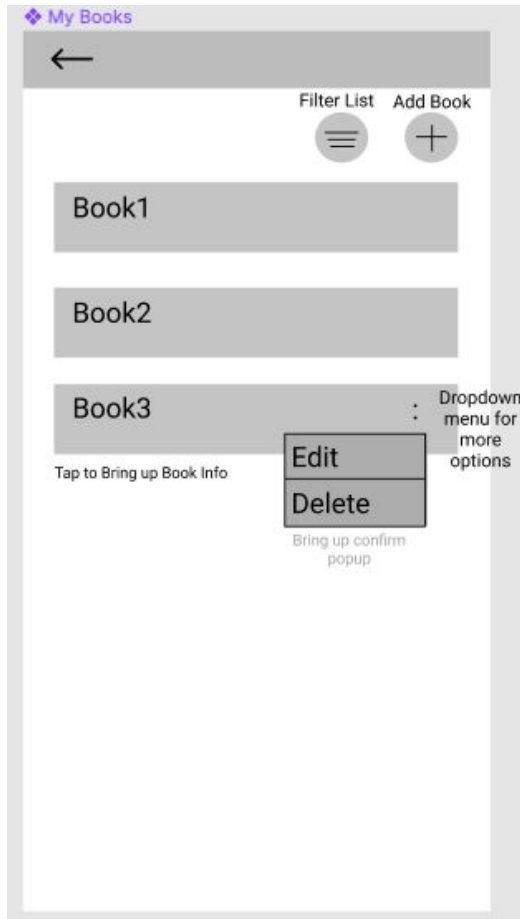 My Books
Filter List
Add Book
Book1
Book2
Book3
:
Dropdown
menu for
more
options
Tap to Bring up Book Info
Edit
Delete
Bring up confirm
popup